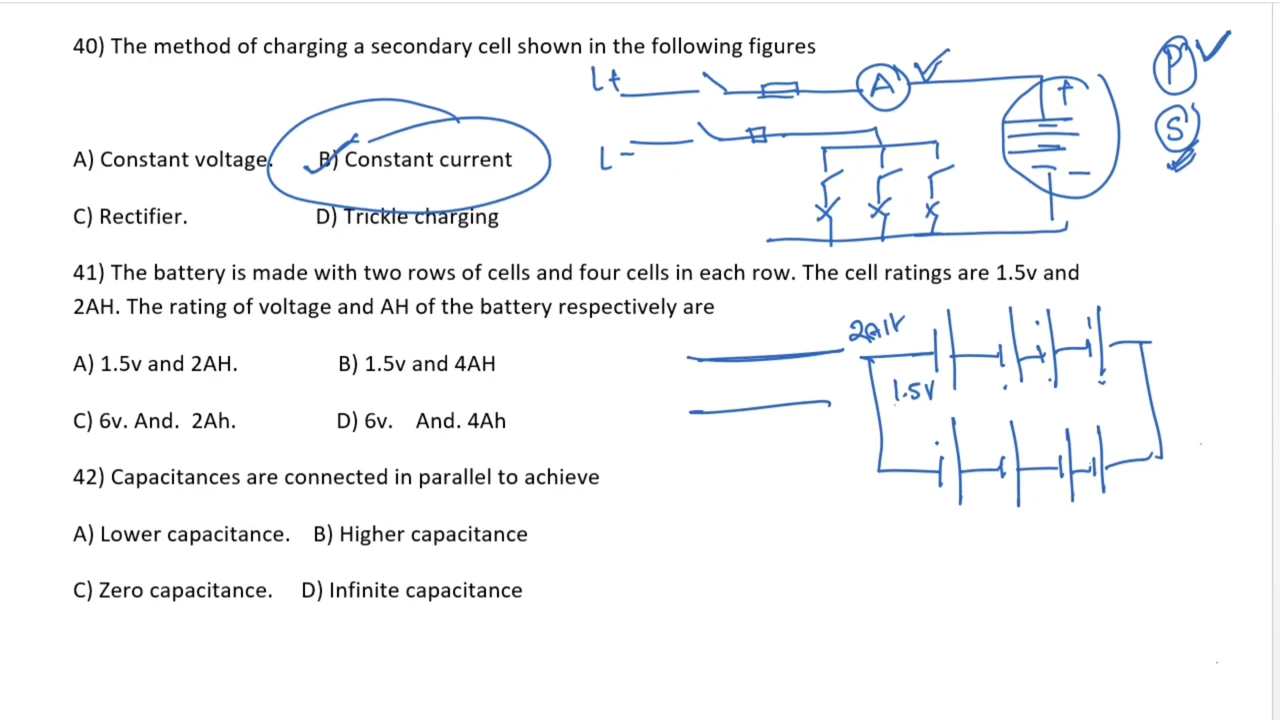 40) The method of charging a secondary cell shown in the following figures
L+
A
+
P
S
L -
-
A) Constant voltage. B) Constant current
C) Rectifier. D) Trickle charging
41) The battery is made with two rows of cells and four cells in each row. The cell ratings are 1.5v and
2AH. The rating of voltage and AH of the battery respectively are
1.5V
A) 1.5v and 2AH. B) 1.5v and 4AH
C) 6v. And. 2Ah. D) 6v. And. 4Ah
42) Capacitances are connected in parallel to achieve
A) Lower capacitance. B) Higher capacitance
C) Zero capacitance. D) Infinite capacitance